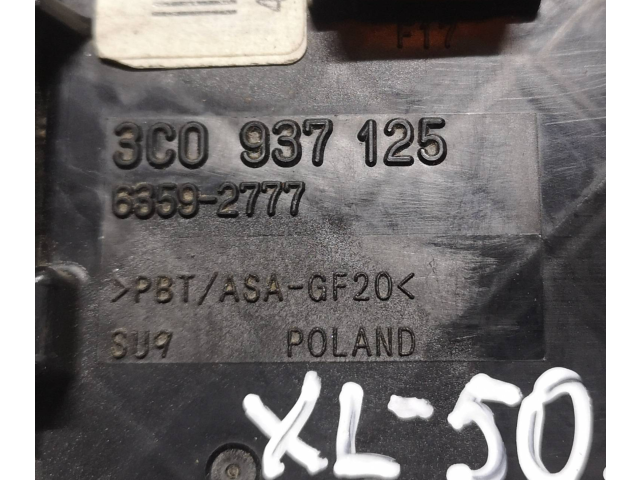 F17
3C0 937 125
6359-2777
>PBT/ASA-GF20<
SU9 POLAND
XL-50.